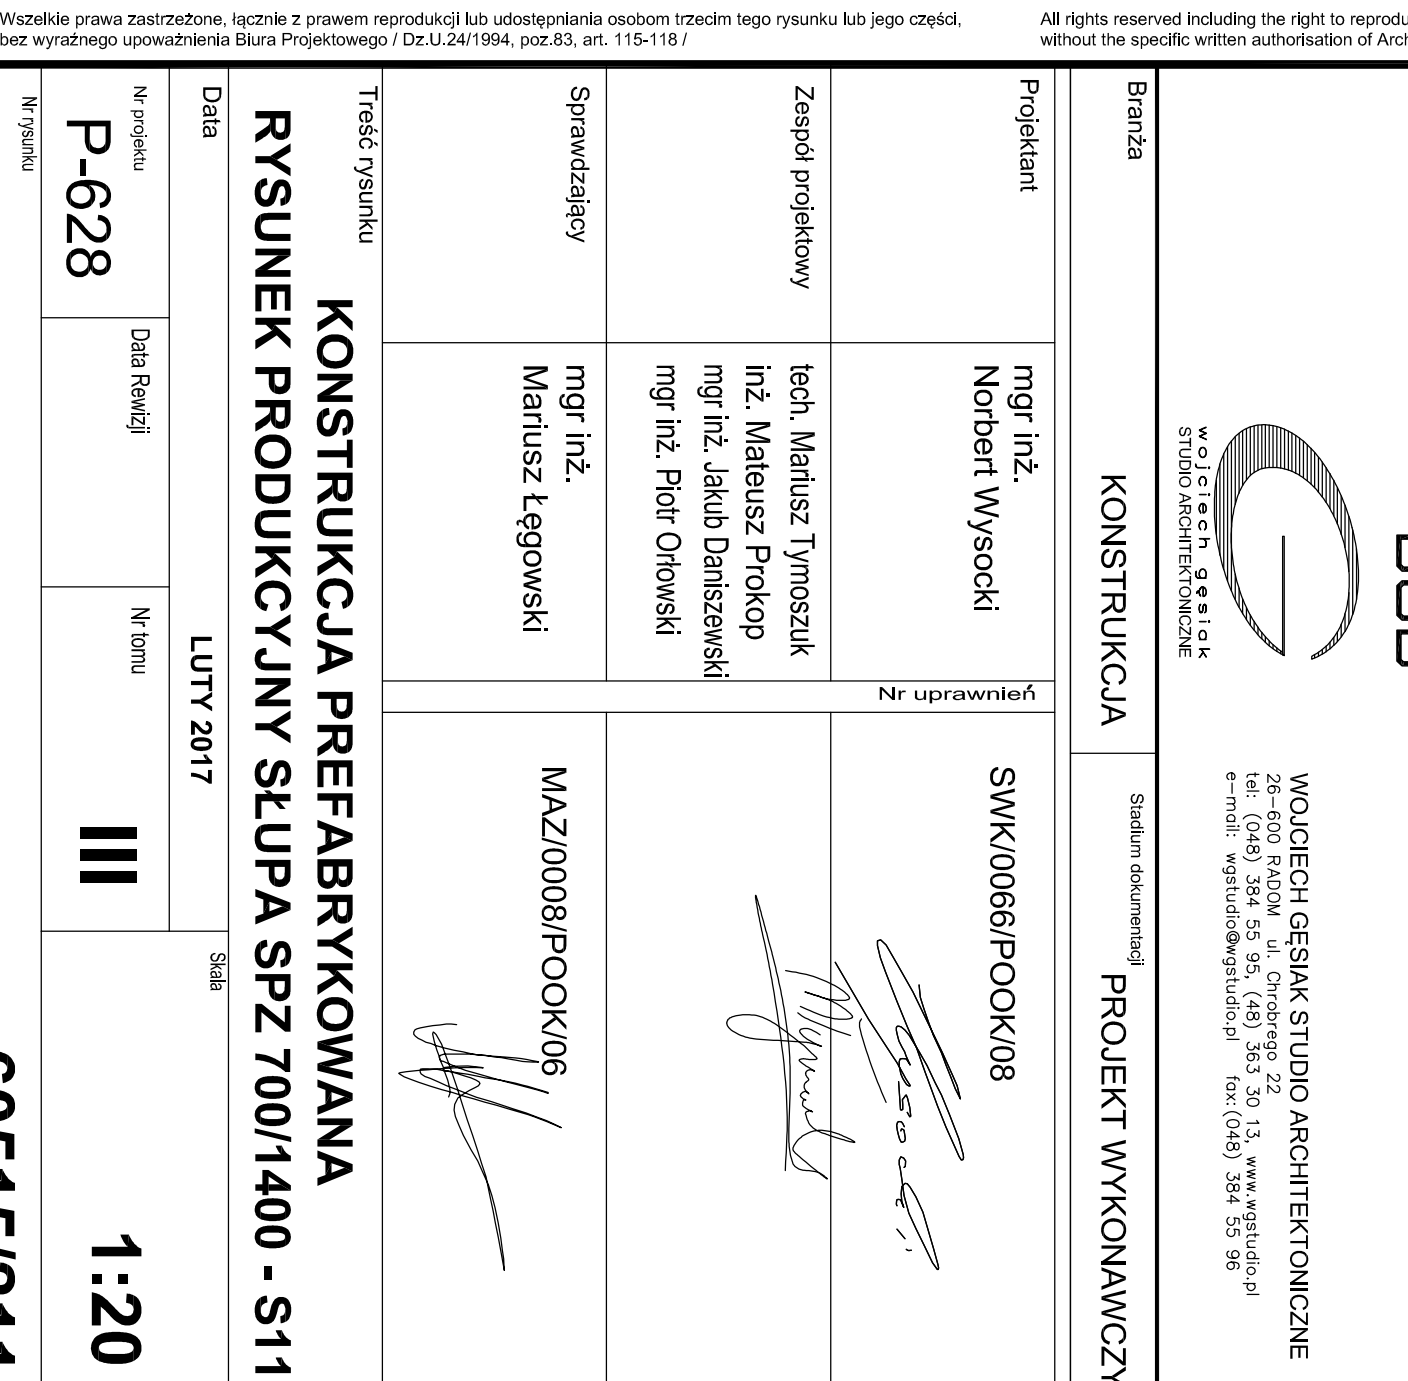 Wszelkie prawa zastrzeżone, łącznie z prawem reprodukcji lub udostępniania osobom trzecim tego rysunku lub jego części,
bez wyraźnego upoważnienia Biura Projektowego / Dz.U.24/1994, poz.83, art. 115-118 /
All rights reserved including the right to reprodu
without the specific written authorisation of Arch
wojciech gęsiak
STUDIO ARCHITEKTONICZNE
WOJCIECH GĘSIAK STUDIO ARCHITEKTONICZNE
26-600 RADOM ul. Chrobrego 22
tel: (048) 384 55 95, (48) 363 30 13, www.wgstudio.pl
e-mail: wgstudio@wgstudio.pl fax:(048) 384 55 96
Branża
KONSTRUKCJA
Stadium dokumentacji
PROJEKT WYKONAWCZY
Projektant
mgr inż.
Norbert Wysocki
Nr uprawnień
SWK/0066/POOK/08
Zespół projektowy
tech. Mariusz Tymoszuk
inż. Mateusz Prokop
mgr inż. Jakub Daniszewski
mgr inż. Piotr Orłowski
Sprawdzający
mgr inż.
Mariusz Łęgowski
MAZ/0008/POOK/06
Treść rysunku
KONSTRUKCJA PREFABRYKOWANA
RYSUNEK PRODUKCYJNY SŁUPA SPZ 700/1400 - S11
Data
LUTY 2017
Skala
1:20
Nr projektu
P-628
Data Rewizji
Nr tomu
III
Nr rysunku